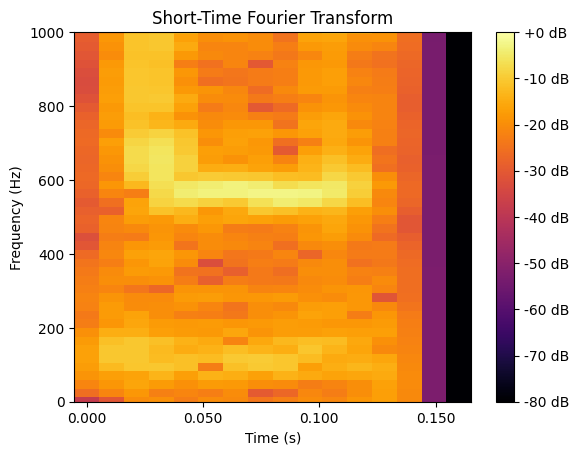 Short-Time Fourier Transform
1000
800
600
400
200
0
Frequency (Hz)
0.000
0.050
0.100
0.150
Time (s)
+0 dB
-10 dB
-20 dB
-30 dB
-40 dB
-50 dB
-60 dB
-70 dB
-80 dB